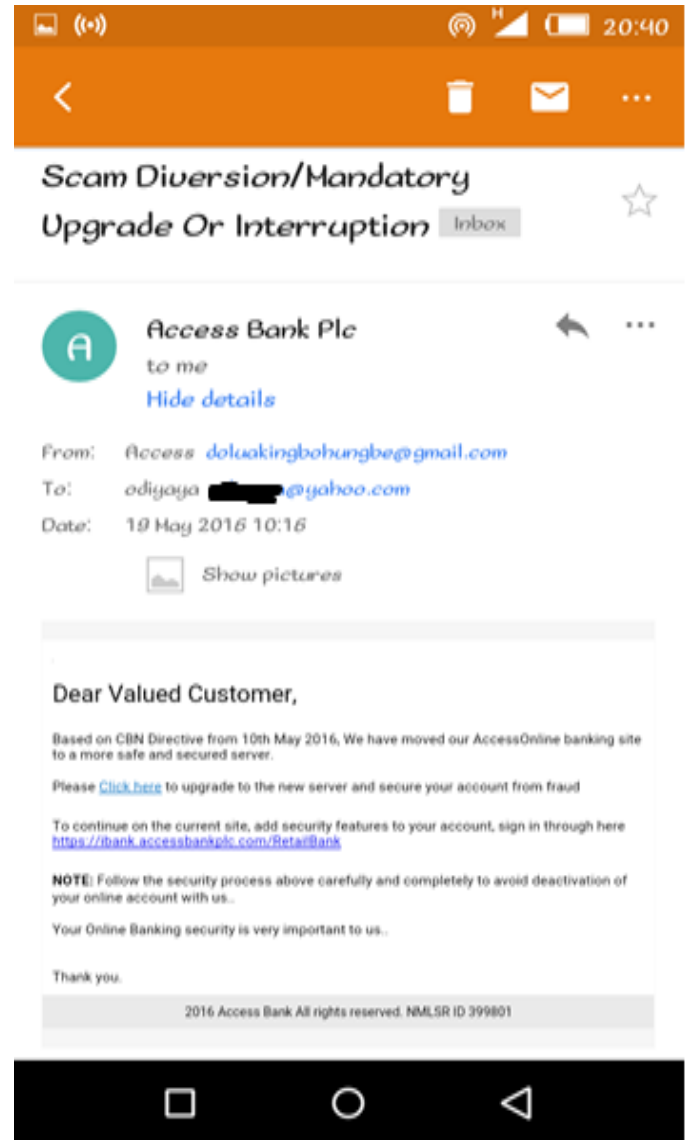 20:40
Scam Diversion/Mandatory
Upgrade Or Interruption Inbox
A
Access Bank Plc
to me
Hide details
From: Access doluakingbohungbe@gmail.com
To: odiyaya @yahoo.com
Date: 19 May 2016 10:16
Show pictures
Dear Valued Customer,
Based on CBN Directive from 10th May 2016, We have moved our AccessOnline banking site
to a more safe and secured server.
Please Click here to upgrade to the new server and secure your account from fraud
To continue on the current site, add security features to your account, sign in through here
https://ibank.accessbankplc.com/RetailBank
NOTE: Follow the security process above carefully and completely to avoid deactivation of
your online account with us..
Your Online Banking security is very important to us..
Thank you.
2016 Access Bank All rights reserved. NMLSR ID 399801